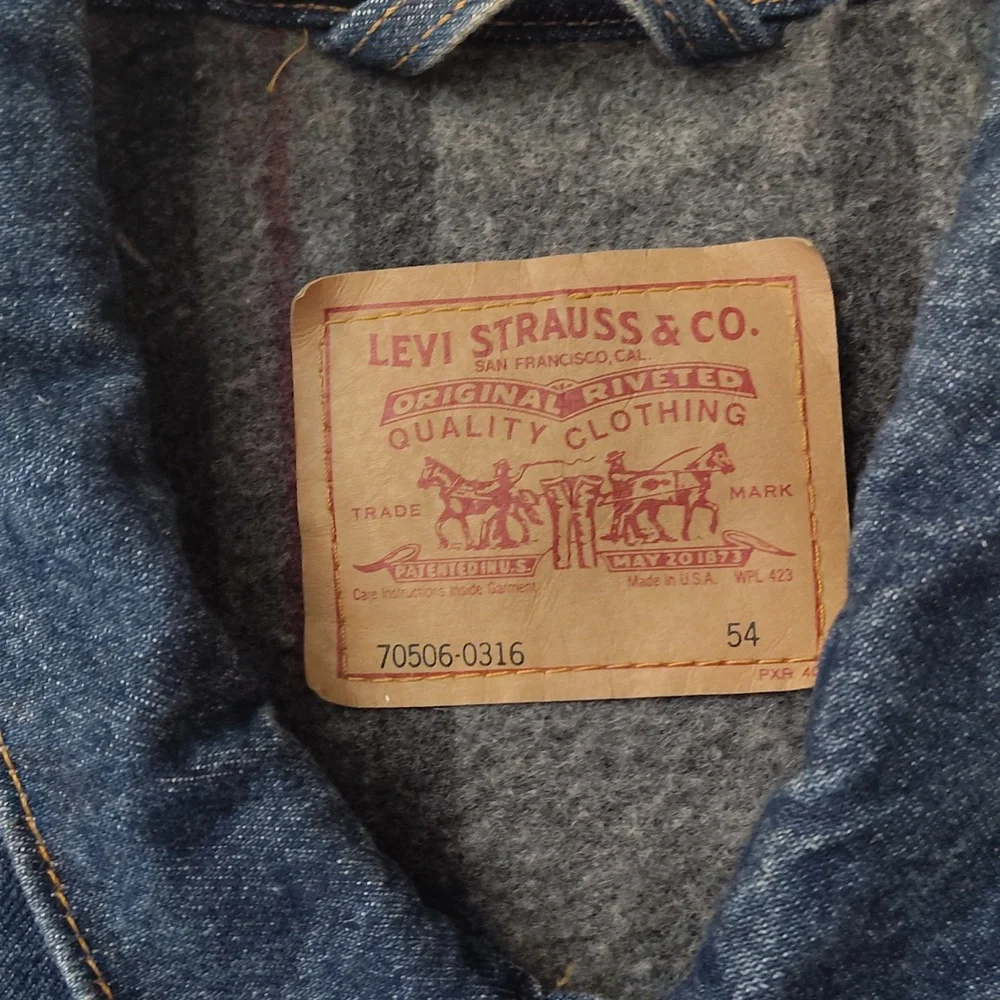 LEVI STRAUSS & CO.
SAN FRANCISCO, CAL.
ORIGINAL RIVETED
QUALITY CLOTHING
TRADE MARK
PATENTED IN U.S. MAY 20 1873
Care Instructions Inside Garment Made in U.S.A. WPL 423
70506-0316 54
PXR